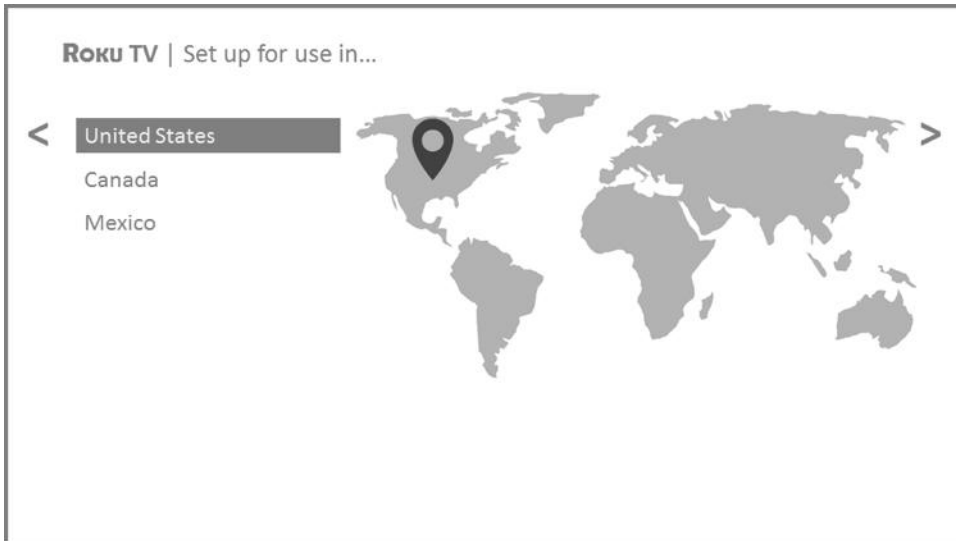 ROKU TV | Set up for use in...
<
United States
>
Canada
Mexico